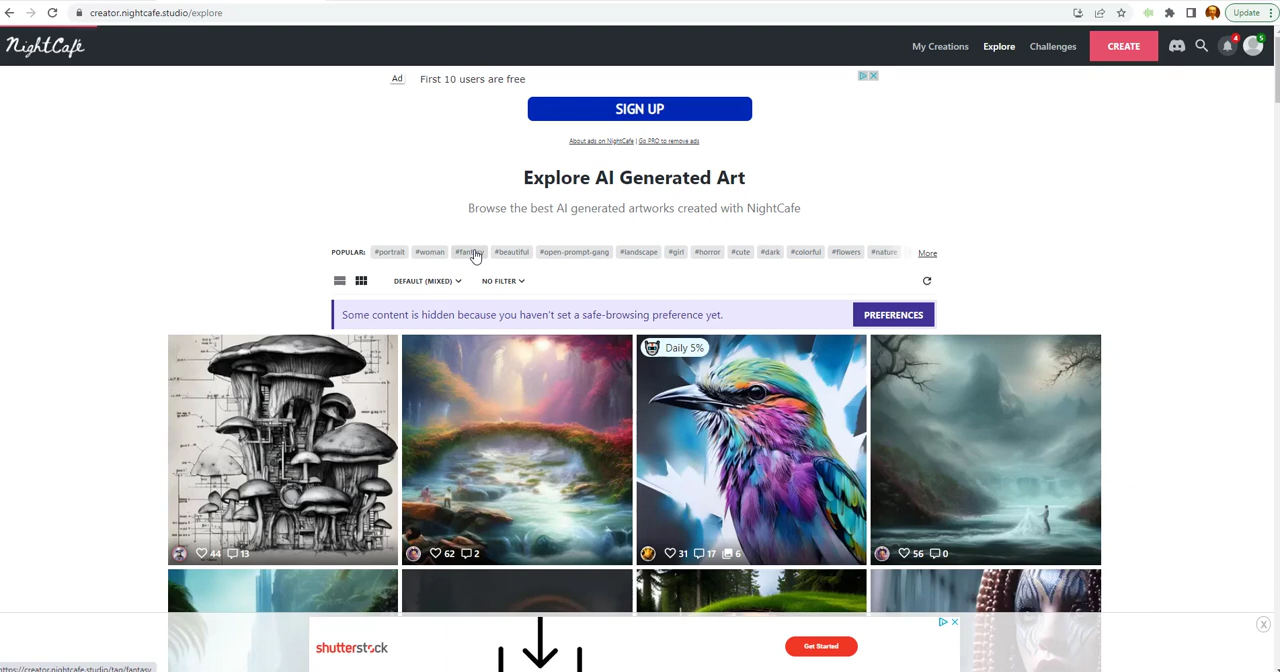 creator.nightcafe.studio/explore
Update
NightCafé
My Creations
Explore
Challenges
CREATE
4
5
Ad
First 10 users are free
SIGN UP
About ads on NightCafe | Go PRO to remove ads
Explore AI Generated Art
Browse the best AI generated artworks created with NightCafe
POPULAR: #portrait #woman #fantasy #beautiful #open-prompt-gang #landscape #girl #horror #cute #dark #colorful #flowers #nature More
DEFAULT (MIXED) NO FILTER
Some content is hidden because you haven't set a safe-browsing preference yet.
PREFERENCES
Daily 5%
44 13
62 2
31 17 6
56 0
shutterstock
Get Started
https://creator.nightcafe.studio/tag/fantasy